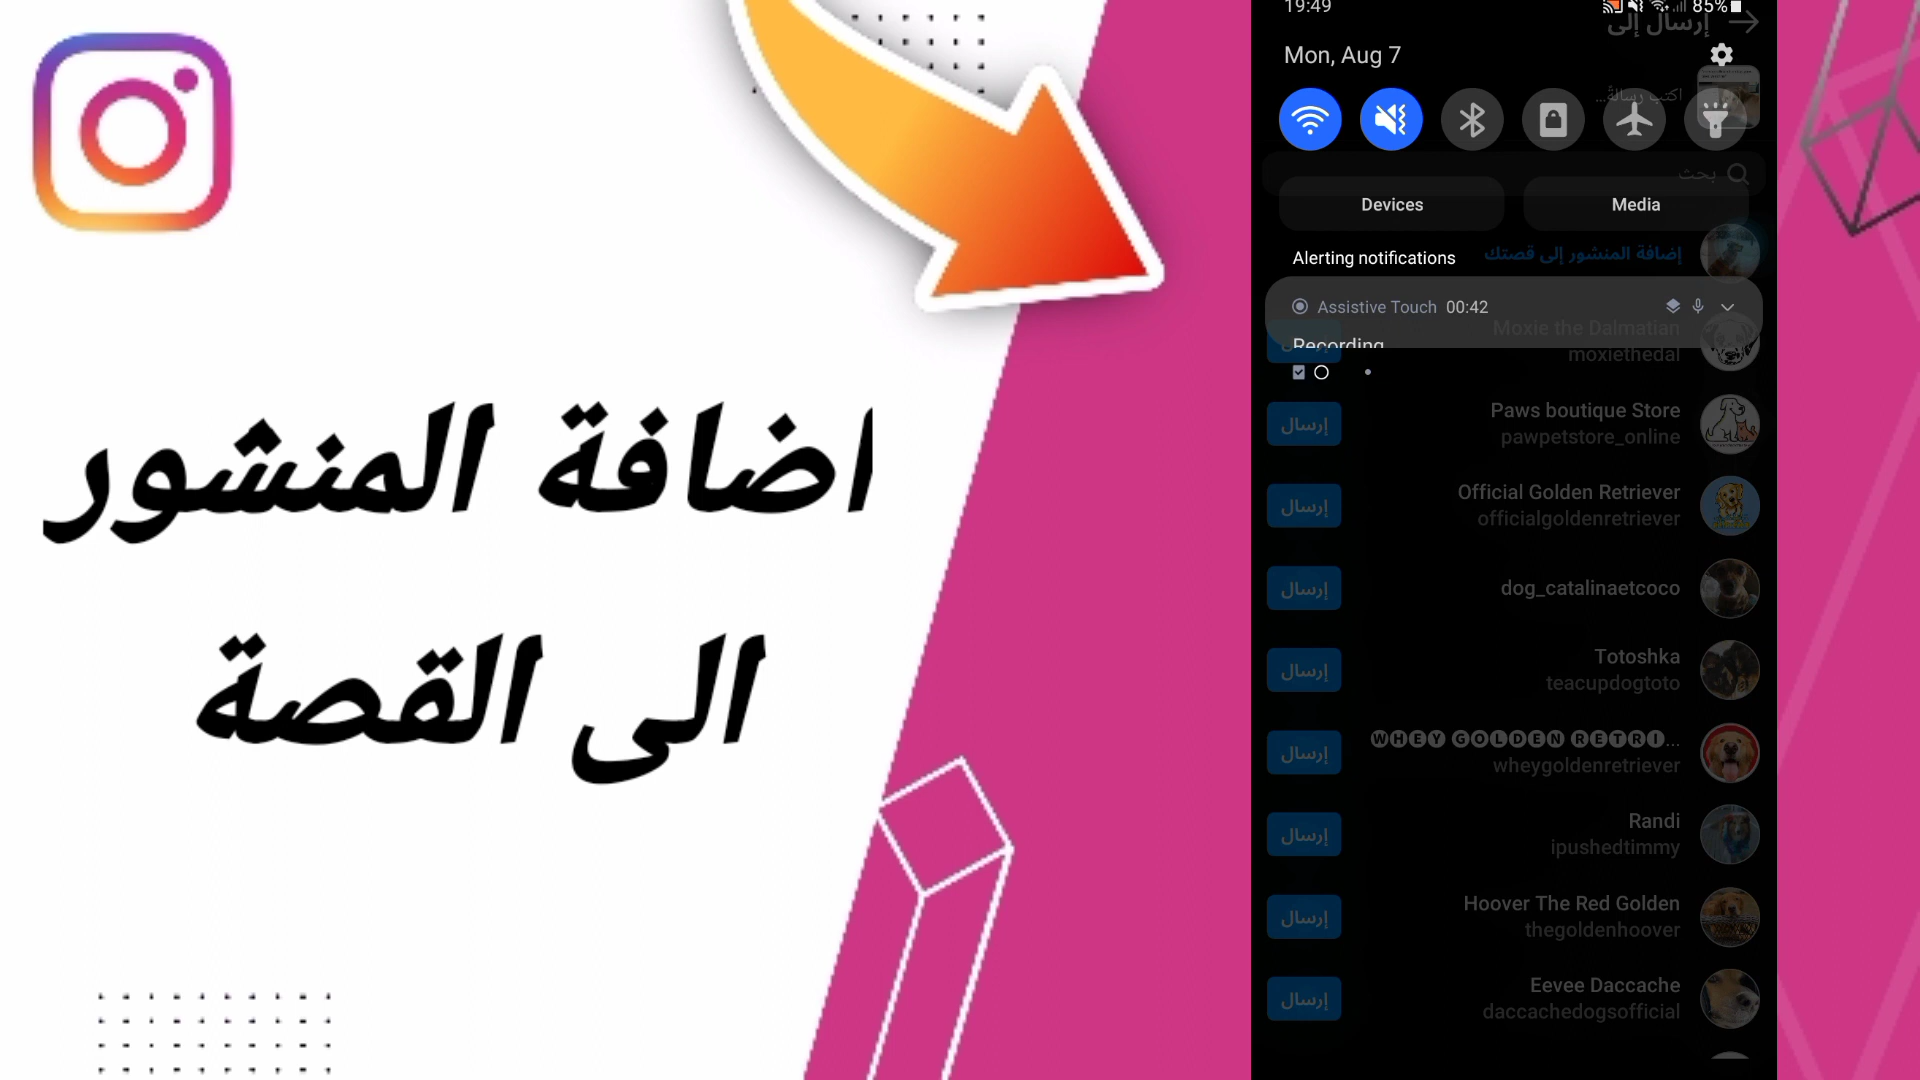 اضافة المنشور
الى القصة
19:49
85%
إرسال إلى
Mon, Aug 7
اكتب رسالةً...
بحث
Devices
Media
Alerting notifications
إضافة المنشور إلى قصتك
Assistive Touch 00:42
Recording
Moxie the Dalmatian
moxiethedal
إرسال
Paws boutique Store
pawpetstore_online
إرسال
Official Golden Retriever
officialgoldenretriever
إرسال
dog_catalinaetcoco
إرسال
Totoshka
teacupdogtoto
إرسال
🅦🅗🅔🅨 🅖🅞🅛🅓🅔🅝 🅡🅔🅣🅡🅘...
wheygoldenretriever
إرسال
Randi
ipushedtimmy
إرسال
Hoover The Red Golden
thegoldenhoover
إرسال
Eevee Daccache
daccachedogsofficial
إرسال